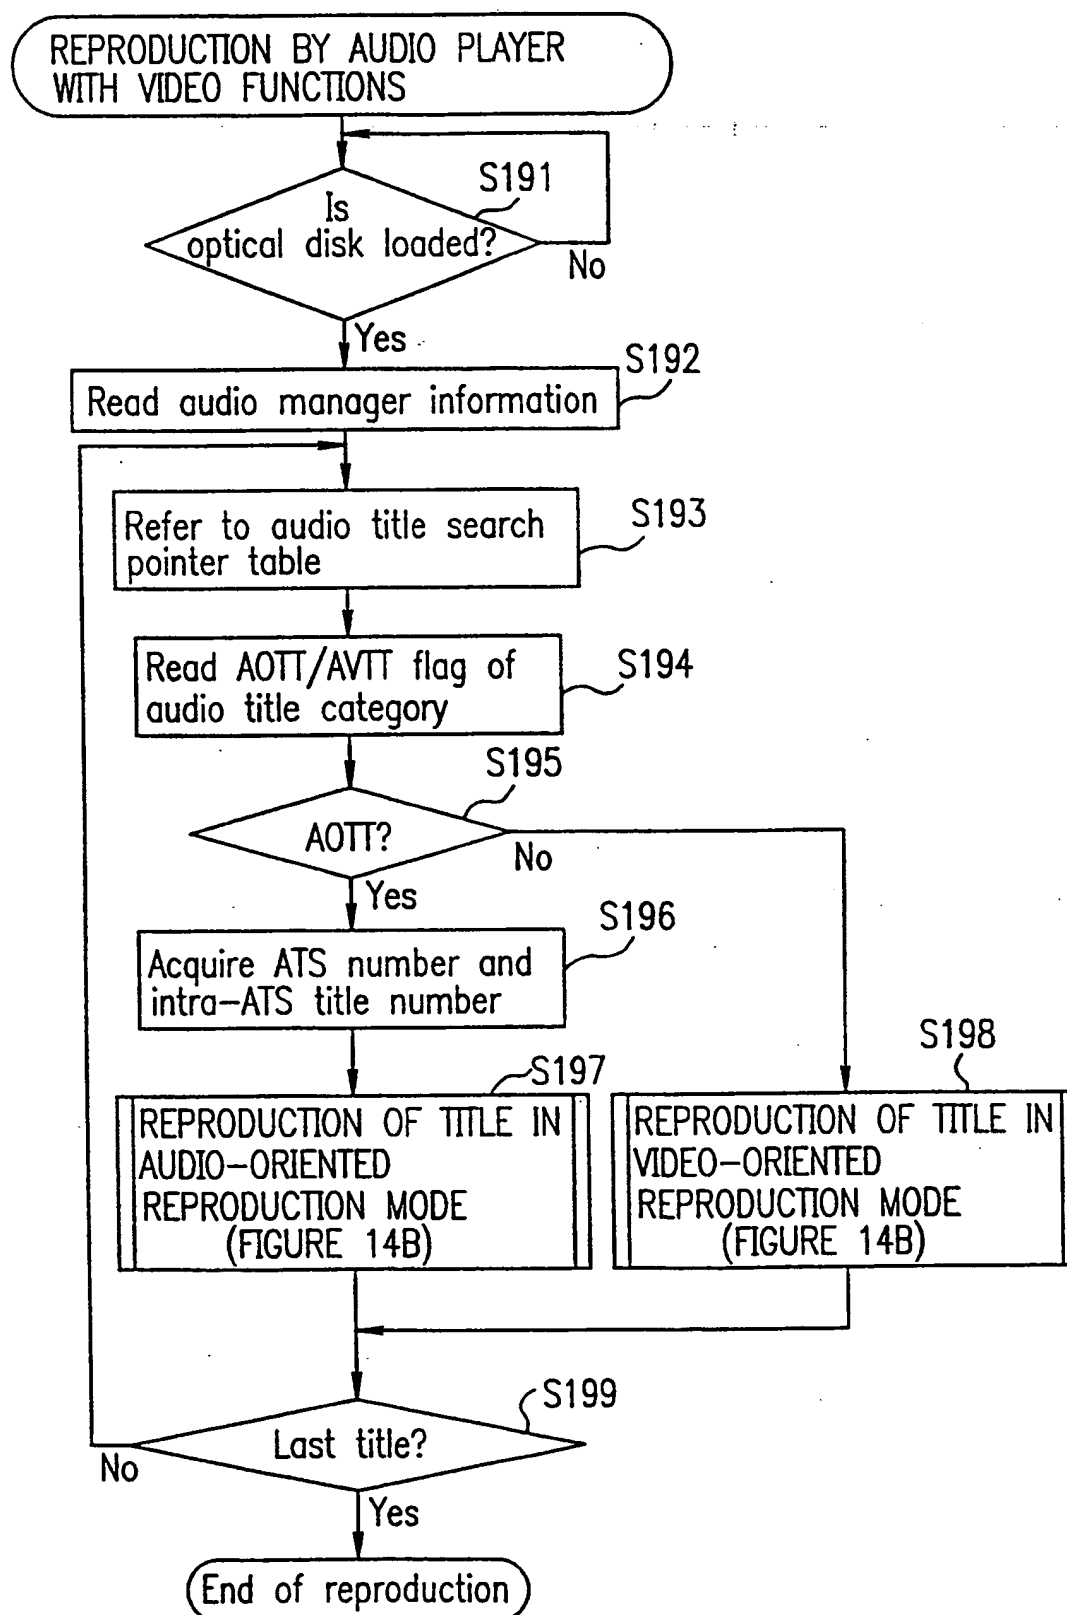 REPRODUCTION BY AUDIO PLAYER
WITH VIDEO FUNCTIONS
S191
Is
optical disk loaded?
No
Yes
S192
Read audio manager information
S193
Refer to audio title search
pointer table
S194
Read AOTT/AVTT flag of
audio title category
S195
AOTT?
No
Yes
S196
Acquire ATS number and
intra-ATS title number
S197
REPRODUCTION OF TITLE IN
AUDIO-ORIENTED
REPRODUCTION MODE
(FIGURE 14B)
S198
REPRODUCTION OF TITLE IN
VIDEO-ORIENTED
REPRODUCTION MODE
(FIGURE 14B)
S199
Last title?
No
Yes
End of reproduction